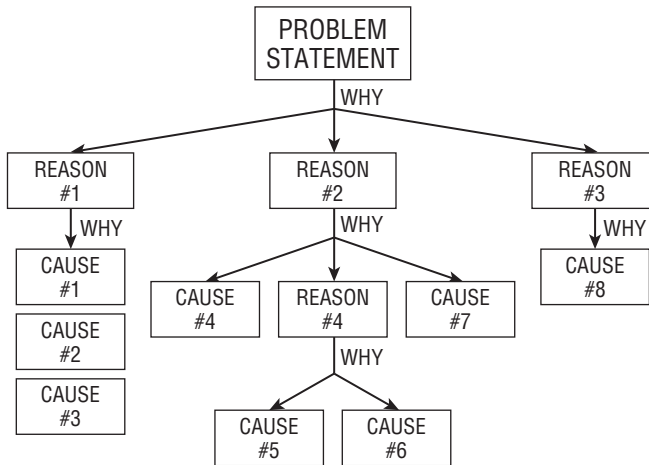 PROBLEM
STATEMENT
WHY
REASON
#1
REASON
#2
REASON
#3
WHY
WHY
WHY
CAUSE
#1
CAUSE
#2
CAUSE
#3
CAUSE
#4
REASON
#4
CAUSE
#7
CAUSE
#8
WHY
CAUSE
#5
CAUSE
#6